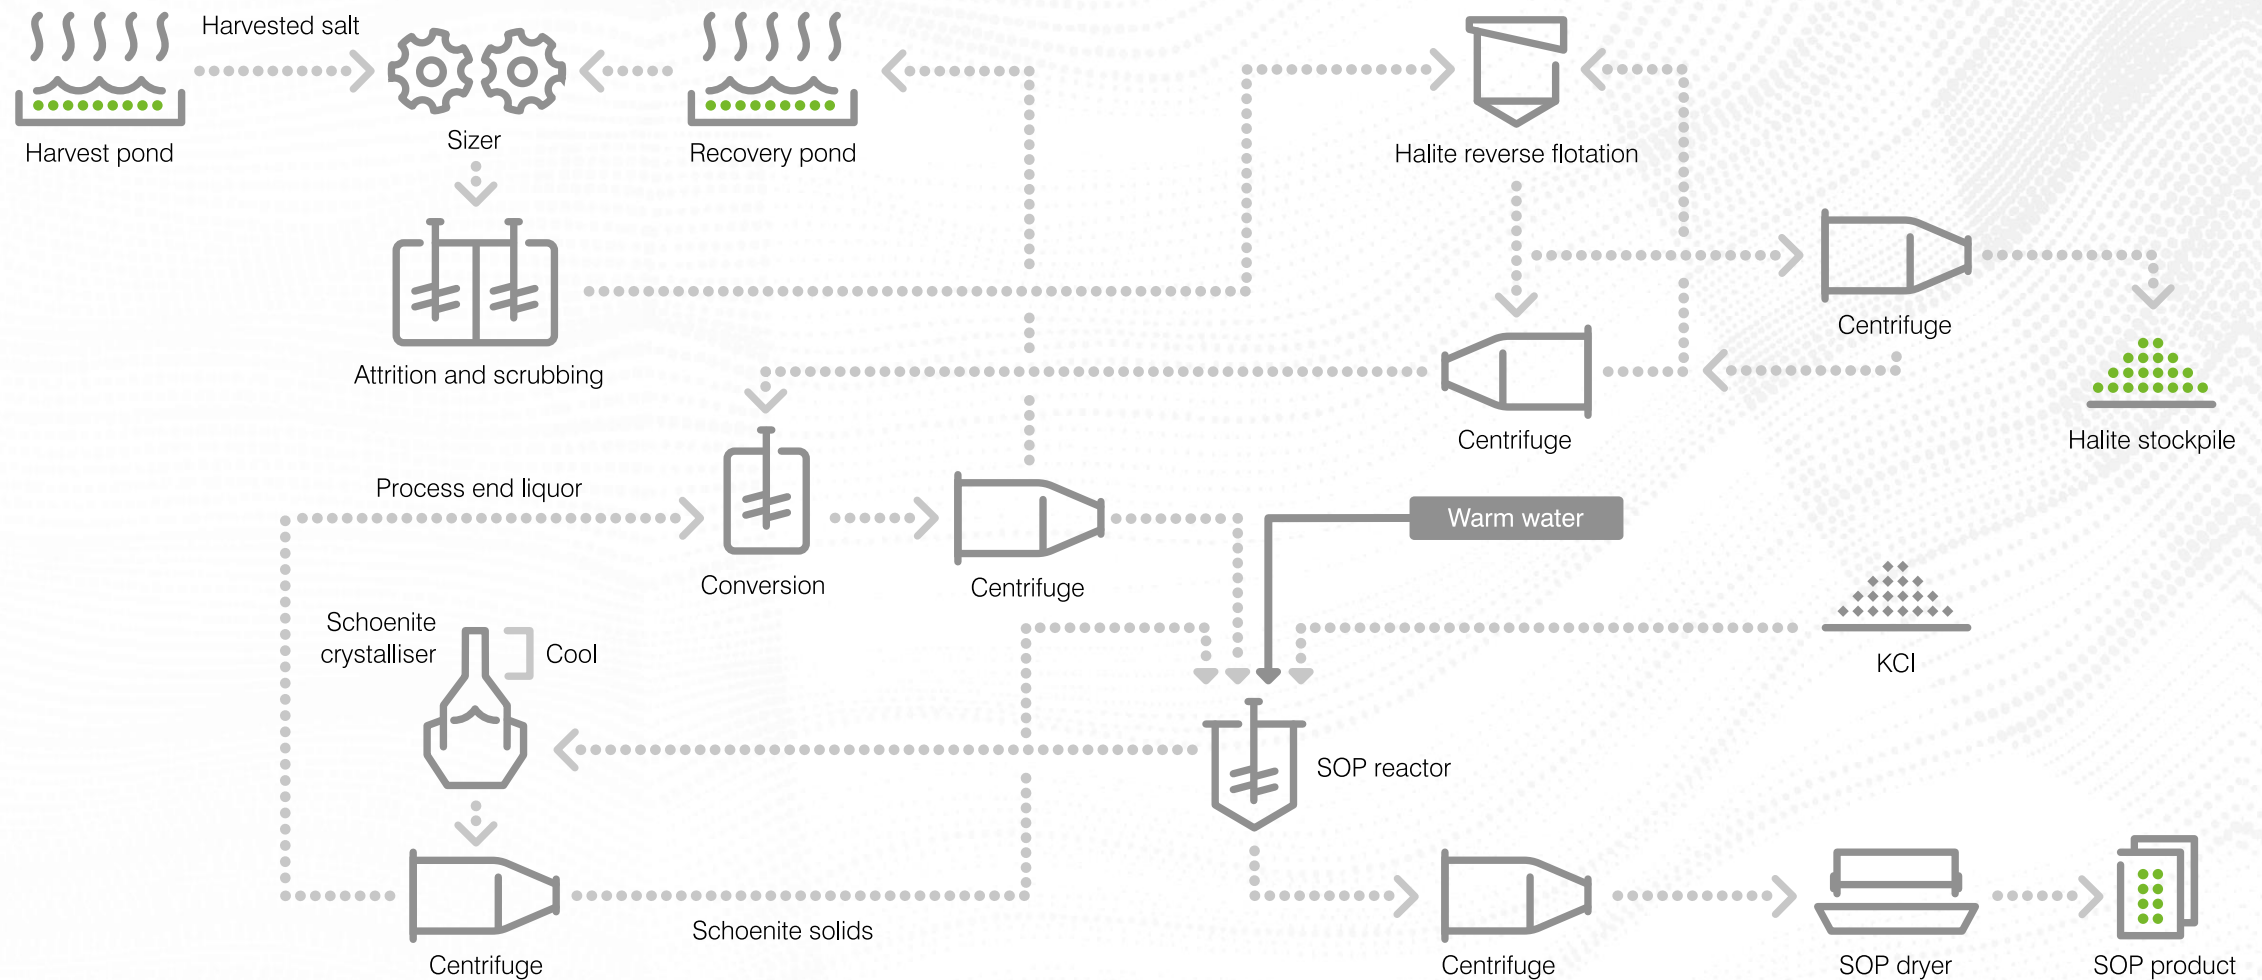 Harvested salt
Harvest pond
Sizer
Recovery pond
Halite reverse flotation
Centrifuge
Attrition and scrubbing
Centrifuge
Halite stockpile
Process end liquor
Warm water
Conversion
Centrifuge
Schoenite
crystalliser
Cool
KCl
SOP reactor
Schoenite solids
Centrifuge
Centrifuge
SOP dryer
SOP product